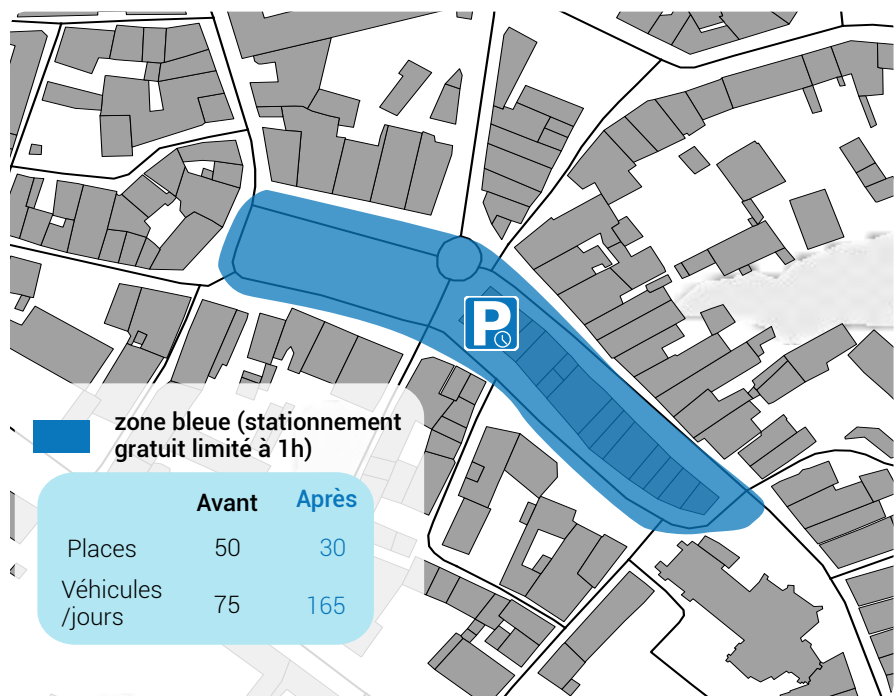 P
zone bleue (stationnement
gratuit limité à 1h)
Avant Après
Places 50 30
Véhicules
/jours 75 165